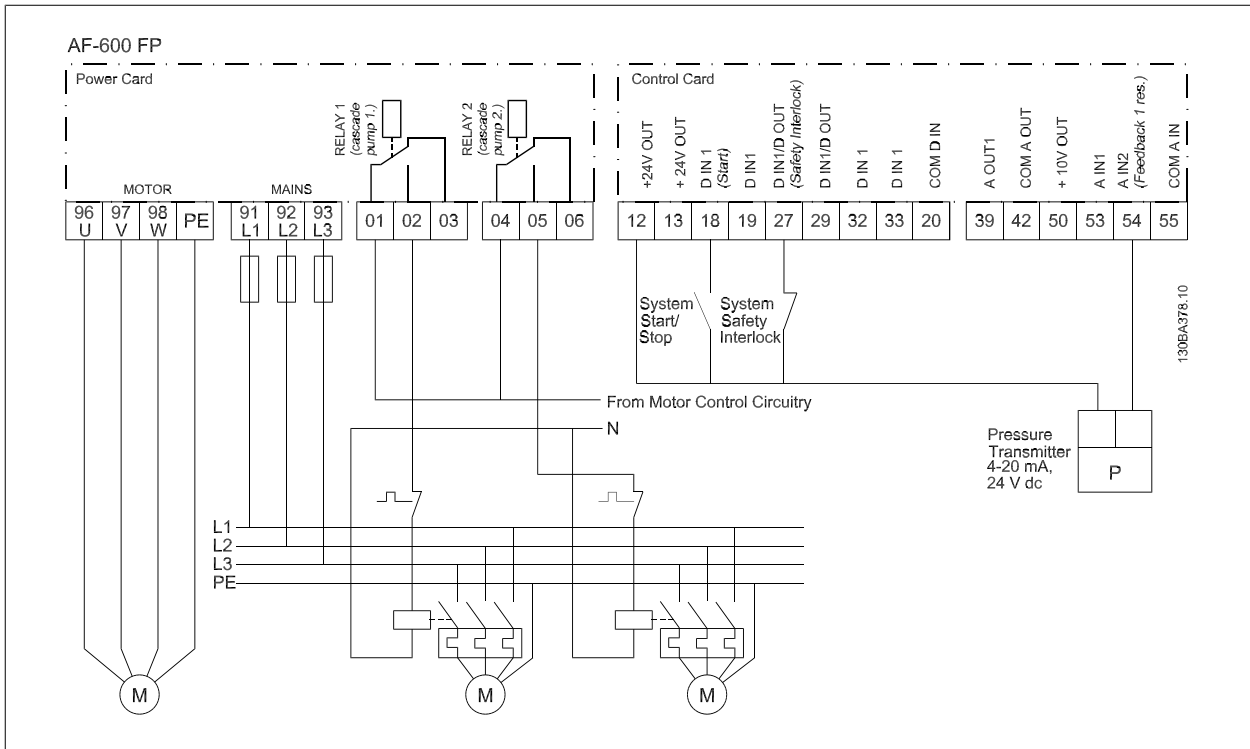 AF-600 FP
Power Card
Control Card
RELAY 1
(cascade
pump 1.)
RELAY 2
(cascade
pump 2.)
+24V OUT
+ 24V OUT
D IN 1
(Start)
D IN1
D IN1/D OUT
(Safety Interlock)
D IN1/D OUT
D IN 1
D IN 1
COM D IN
A OUT1
COM A OUT
+ 10V OUT
A IN1
A IN2
(Feedback 1 res.)
COM A IN
MOTOR
MAINS
96 97 98 PE
U V W
91 92 93
L1 L2 L3
01 02 03
04 05 06
12 13 18 19 27 29 32 33 20
39 42 50 53 54 55
System
Start/
Stop
System
Safety
Interlock
130BA378.10
From Motor Control Circuitry
N
Pressure
Transmitter
4-20 mA,
24 V dc
P
L1
L2
L3
PE
M
M
M